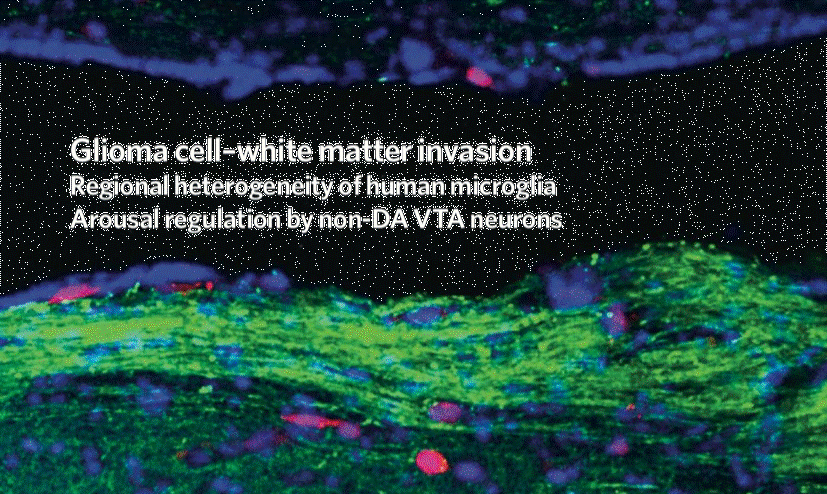 Glioma cell–white matter invasion
Regional heterogeneity of human microglia
Arousal regulation by non-DA VTA neurons